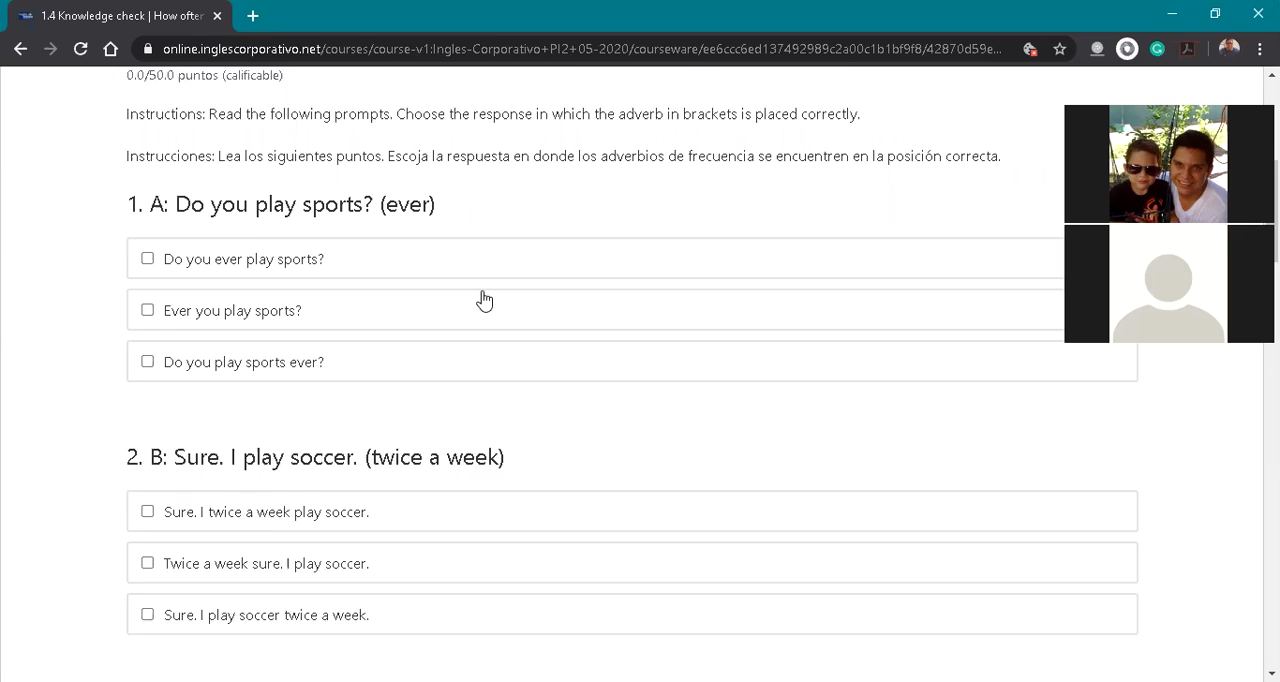 1.4 Knowledge check | How often
online.inglescorporativo.net/courses/course-v1:Ingles-Corporativo+PI2+05-2020/courseware/ee6ccc6ed137492989c2a00c1b1bf9f8/42870d59e...
0.0/50.0 puntos (calificable)
Instructions: Read the following prompts. Choose the response in which the adverb in brackets is placed correctly.
Instrucciones: Lea los siguientes puntos. Escoja la respuesta en donde los adverbios de frecuencia se encuentren en la posición correcta.
1. A: Do you play sports? (ever)
Do you ever play sports?
Ever you play sports?
Do you play sports ever?
2. B: Sure. I play soccer. (twice a week)
Sure. I twice a week play soccer.
Twice a week sure. I play soccer.
Sure. I play soccer twice a week.